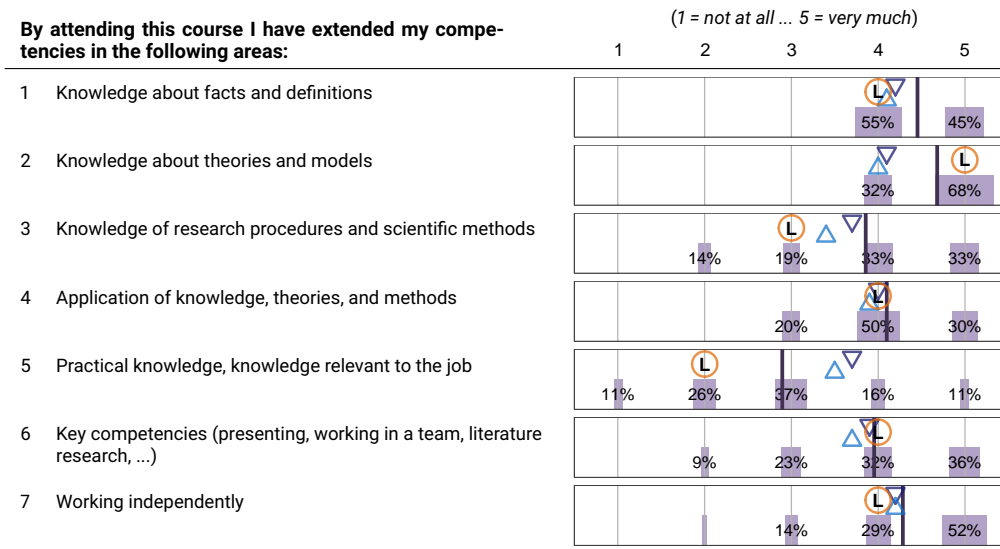 (1 = not at all ... 5 = very much)
By attending this course I have extended my compe-
tencies in the following areas:
1 2 3 4 5
1 Knowledge about facts and definitions
L
55% 45%
2 Knowledge about theories and models
L
32% 68%
3 Knowledge of research procedures and scientific methods
L
14% 19% 33% 33%
4 Application of knowledge, theories, and methods
L
20% 50% 30%
5 Practical knowledge, knowledge relevant to the job
L
11% 26% 37% 16% 11%
6 Key competencies (presenting, working in a team, literature
research, ...)
L
9% 23% 32% 36%
7 Working independently
L
14% 29% 52%